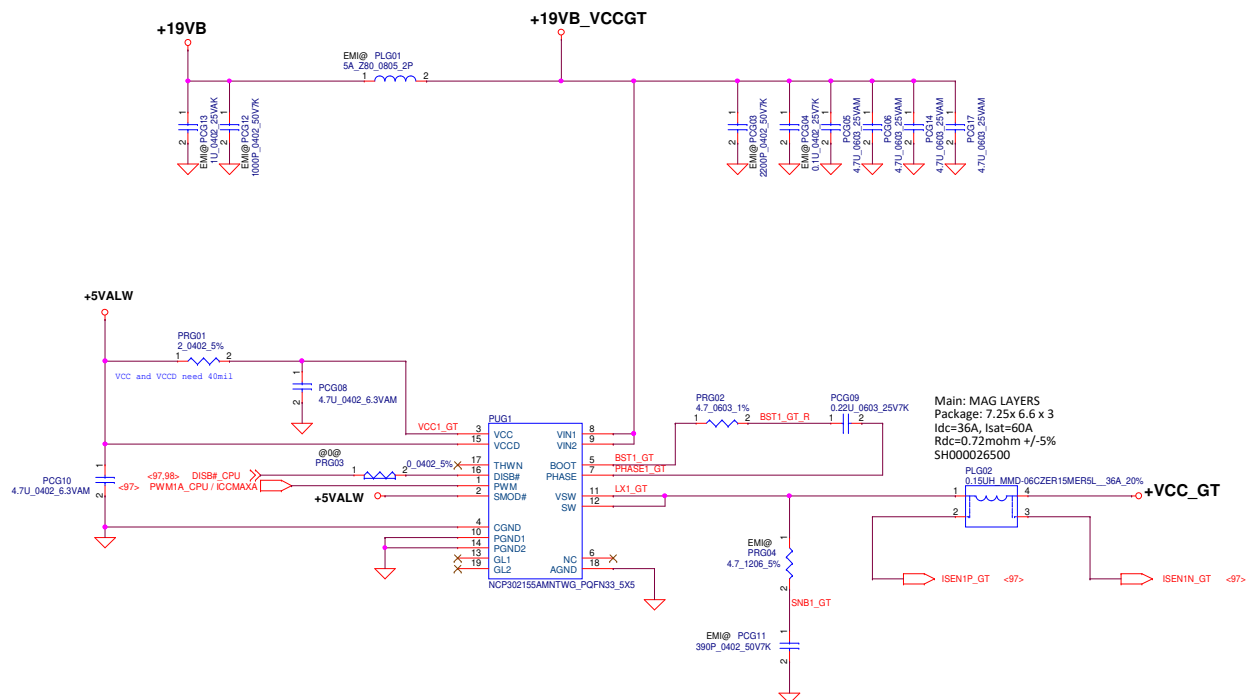 +19VB
+19VB_VCCGT
EMI@ PLG01
5A_Z80_0805_2P
1
2
1
2
EMI@PCG13
1U_0402_25VAK
1
2
EMI@PCG12
1000P_0402_50V7K
1
2
EMI@PCG03
2200P_0402_50V7K
1
2
EMI@PCG04
0.1U_0402_25V7K
1
2
PCG05
4.7U_0603_25VAM
1
2
PCG06
4.7U_0603_25VAM
1
2
PCG14
4.7U_0603_25VAM
1
2
PCG17
4.7U_0603_25VAM
+5VALW
PRG01
2_0402_5%
1
2
VCC and VCCD need 40mil
1
2
PCG08
4.7U_0402_6.3VAM
VCC1_GT
1
2
PCG10
4.7U_0402_6.3VAM
@0@
PRG03
0_0402_5%
1
2
<97,98> DISB#_CPU
<97> PWM1A_CPU / ICCMAXA
+5VALW
PUG1
3 VCC
15 VCCD
17 THWN
16 DISB#
1 PWM
2 SMOD#
4 CGND
10 PGND1
14 PGND2
13 GL1
19 GL2
VIN1 8
VIN2 9
BOOT 5
PHASE 7
VSW 11
SW 12
NC 6
AGND 18
NCP302155AMNTWG_PQFN33_5X5
BST1_GT
PHASE1_GT
LX1_GT
PRG02
4.7_0603_1%
1
2
BST1_GT_R
PCG09
0.22U_0603_25V7K
1
2
Main: MAG LAYERS
Package: 7.25x 6.6 x 3
Idc=36A, Isat=60A
Rdc=0.72mohm +/-5%
SH000026500
PLG02
0.15UH_MMD-06CZER15MER5L__36A_20%
1
4
2
3
+VCC_GT
ISEN1P_GT <97>
ISEN1N_GT <97>
EMI@
PRG04
4.7_1206_5%
1
2
SNB1_GT
EMI@ PCG11
390P_0402_50V7K
1
2